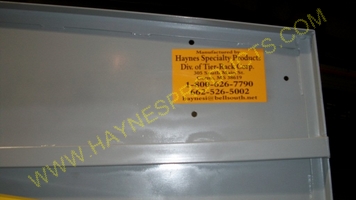 Manufactured by
Haynes Specialty Product.
Div. of Tier-Rack Corp.
1-800-626-7790
662-526-5002
WWW.HAYNESPRODUCTS.COM